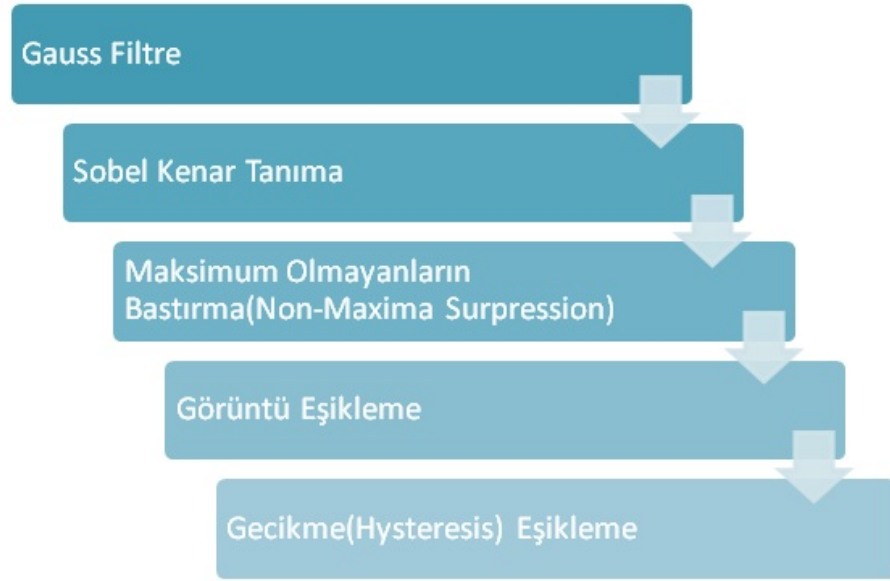 Gauss Filtre
Sobel Kenar Tanıma
Maksimum Olmayanların
Bastırma(Non-Maxima Surpression)
Görüntü Eşikleme
Gecikme(Hysteresis) Eşikleme